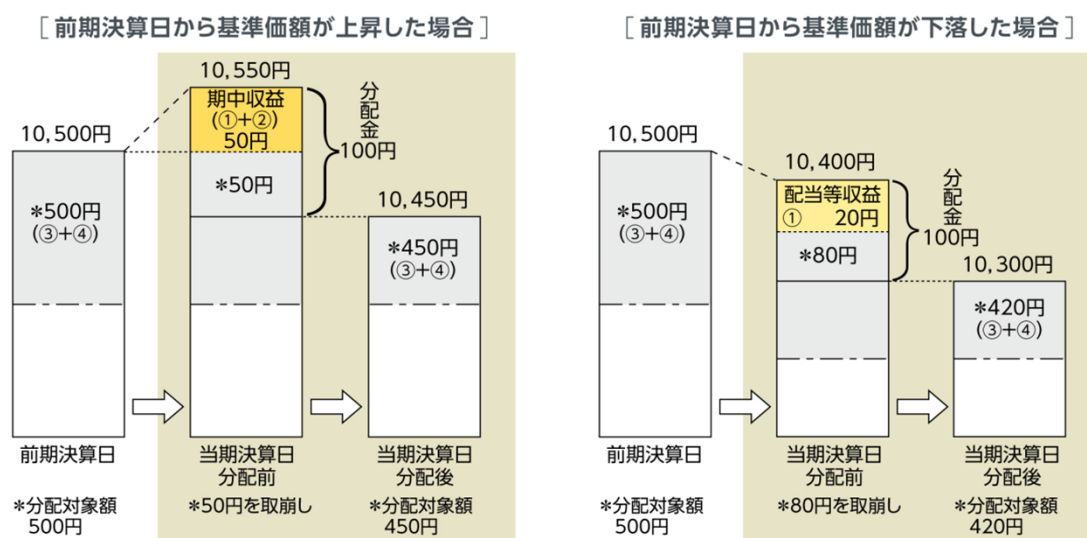 ［前期決算日から基準価額が上昇した場合］
10,550円
期中収益
(①+②)
50円
分配金
100円
10,500円
*50円
10,450円
*500円
(③+④)
*450円
(③+④)
前期決算日
当期決算日
分配前
当期決算日
分配後
*分配対象額
500円
*50円を取崩し
*分配対象額
450円
［前期決算日から基準価額が下落した場合］
10,500円
10,400円
配当等収益
① 20円
分配金
100円
*500円
(③+④)
*80円
10,300円
*420円
(③+④)
前期決算日
当期決算日
分配前
当期決算日
分配後
*分配対象額
500円
*80円を取崩し
*分配対象額
420円